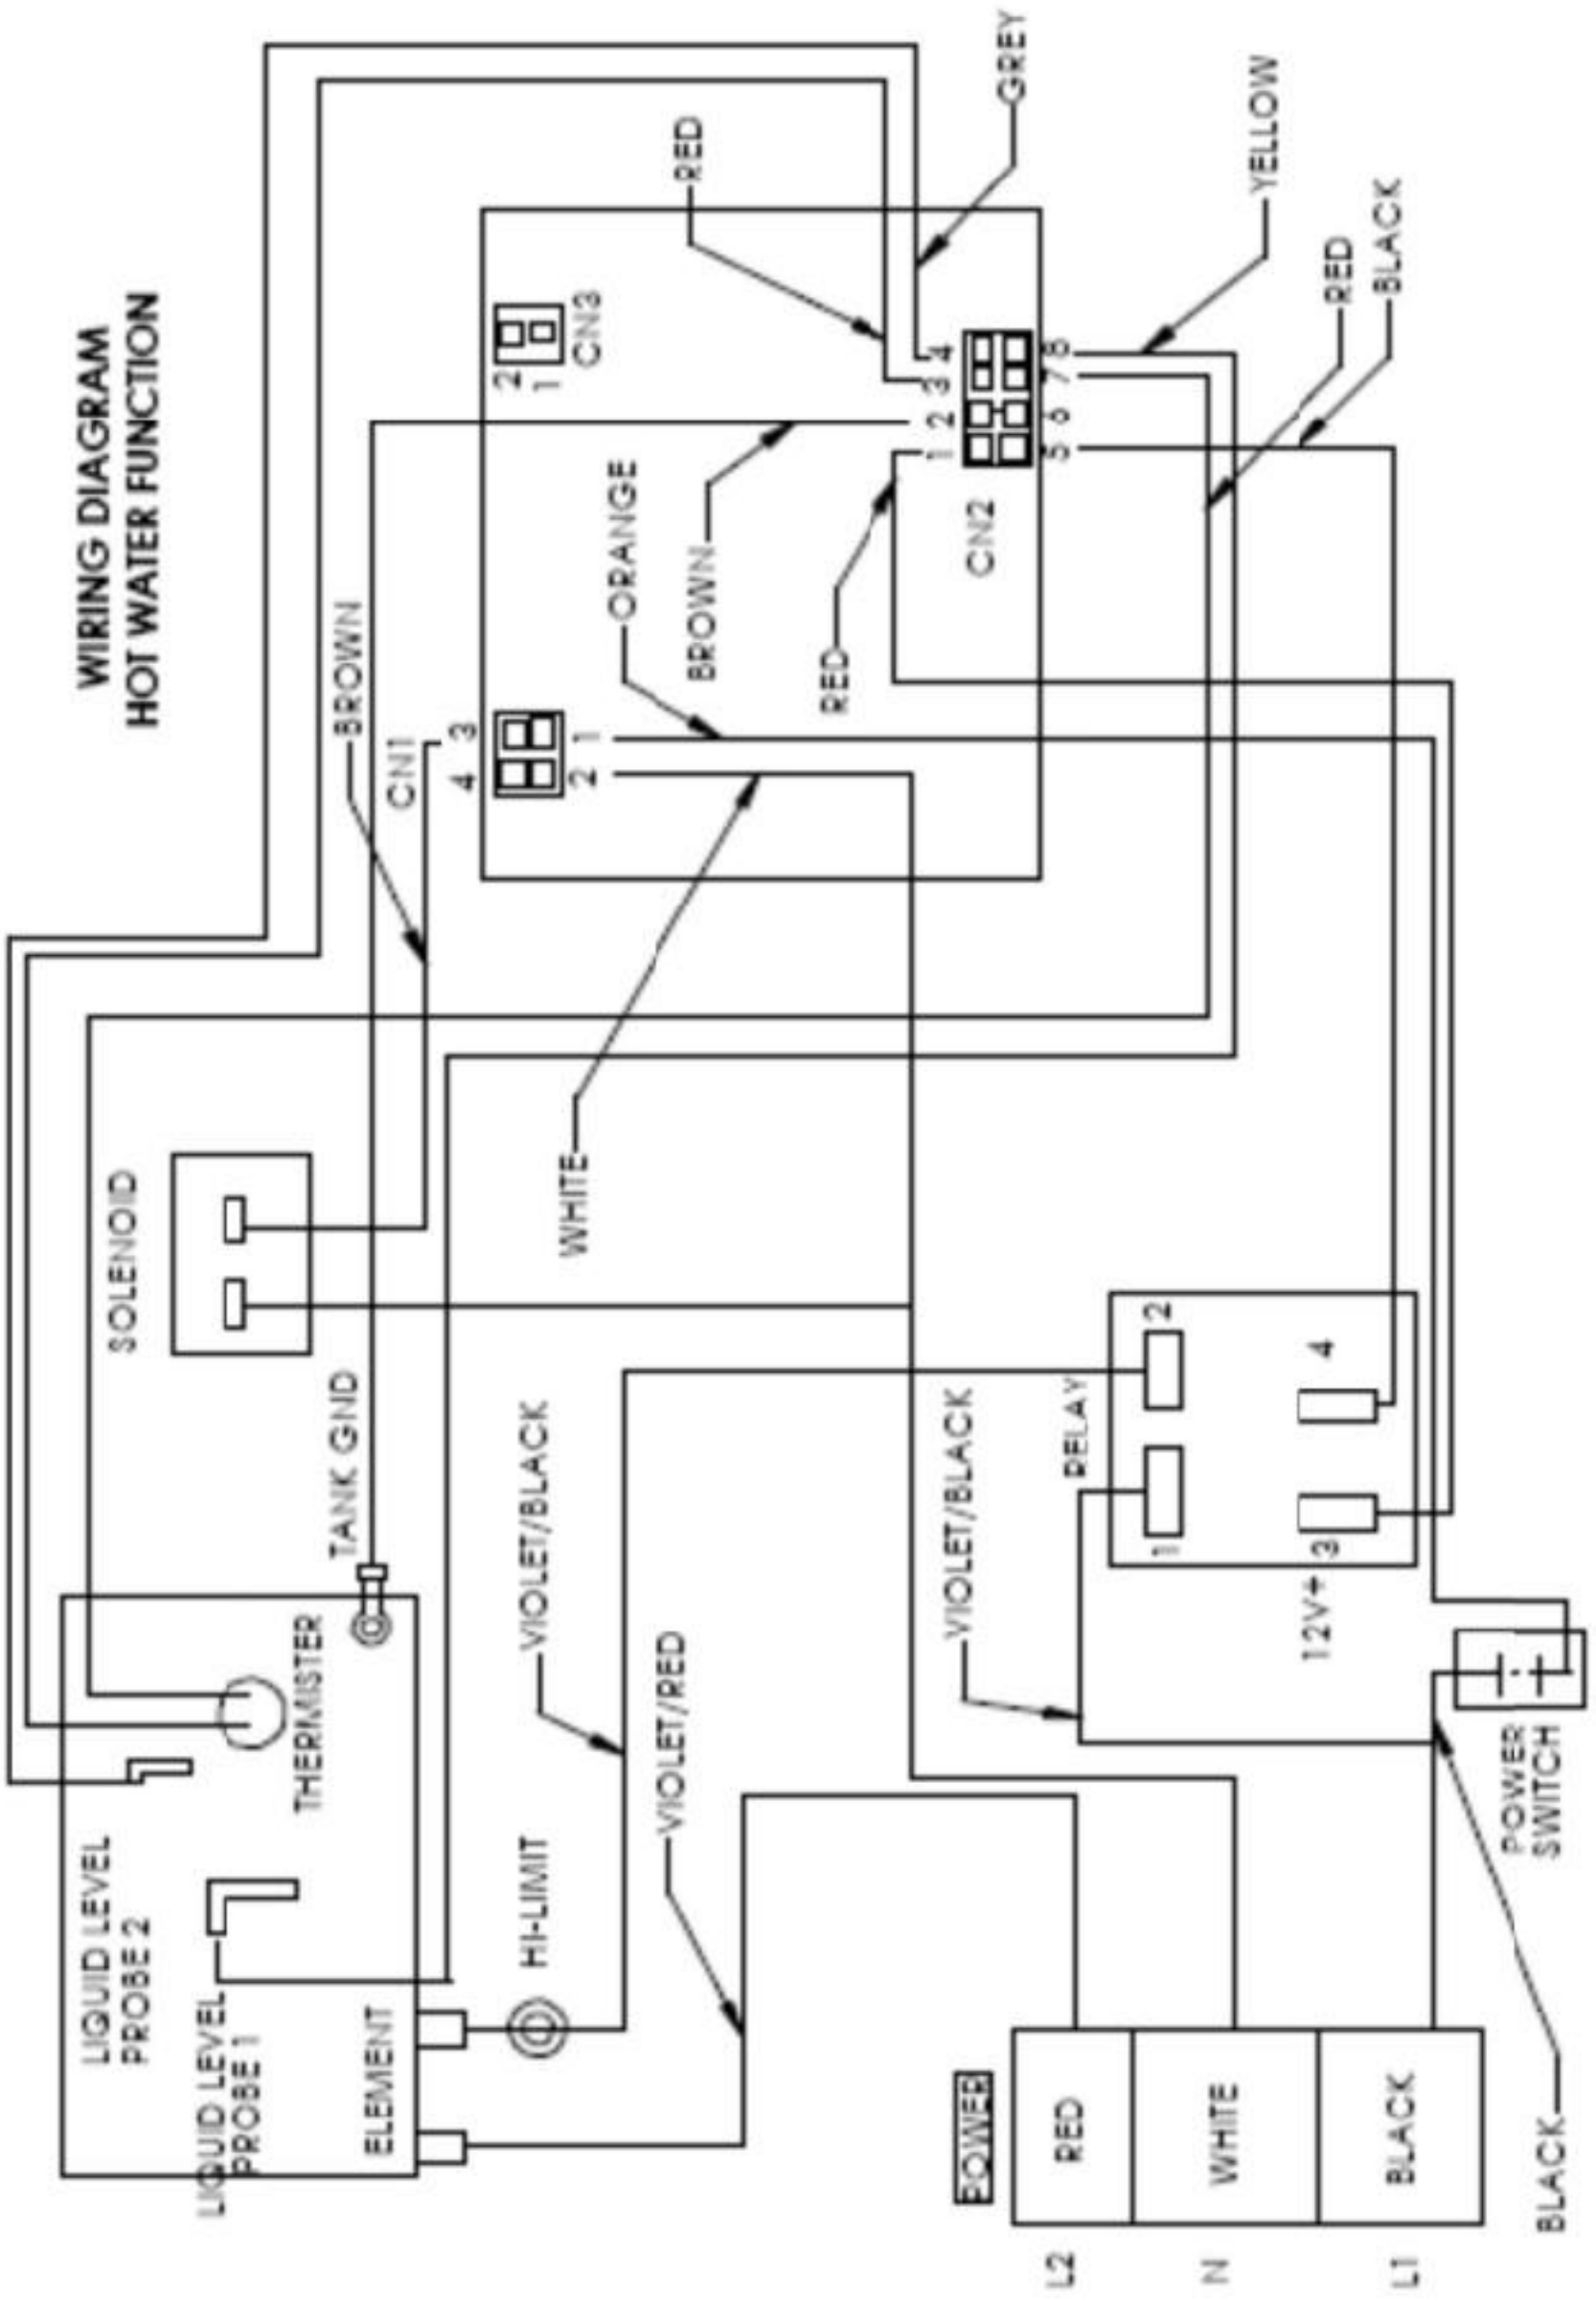 WIRING DIAGRAM
HOT WATER FUNCTION
LIQUID LEVEL
PROBE 2
LIQUID LEVEL
PROBE 1
ELEMENT
THERMISTER
TANK GND
SOLENOID
BROWN
CN1
4 3
2 1
2
1
CN3
RED
GREY
ORANGE
BROWN
RED
WHITE
CN2
1 2 3 4
5 6 7 8
YELLOW
RED
BLACK
HI-LIMIT
VIOLET/BLACK
VIOLET/RED
VIOLET/BLACK
RELAY
1 2
12V+ 3 4
POWER
SWITCH
POWER
L2 RED
N WHITE
L1 BLACK
BLACK